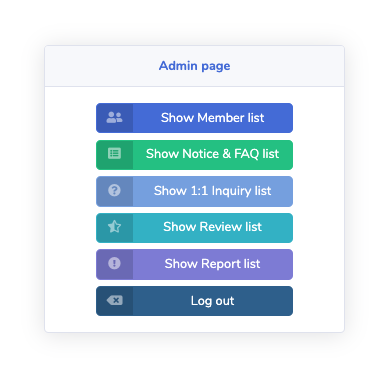 Admin page
Show Member list
Show Notice & FAQ list
Show 1:1 Inquiry list
Show Review list
Show Report list
Log out